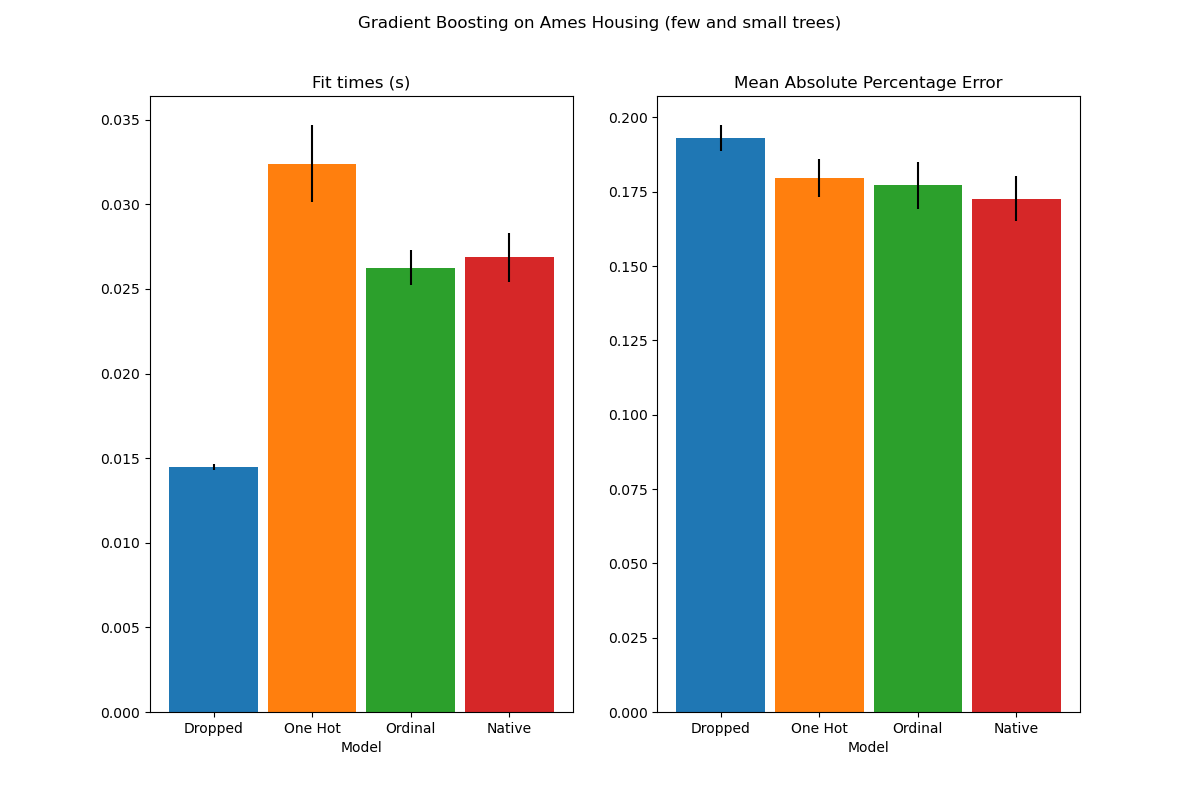 Gradient Boosting on Ames Housing (few and small trees)
Fit times (s)
0.035
0.030
0.025
0.020
0.015
0.010
0.005
0.000
Dropped One Hot Ordinal Native
Model
Mean Absolute Percentage Error
0.200
0.175
0.150
0.125
0.100
0.075
0.050
0.025
0.000
Dropped One Hot Ordinal Native
Model